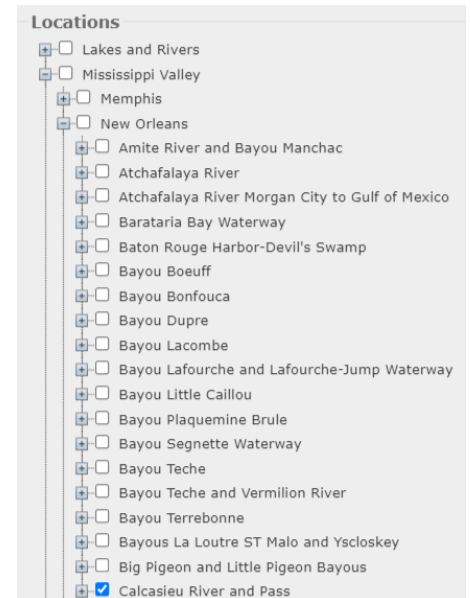 Locations
Lakes and Rivers
Mississippi Valley
Memphis
New Orleans
Amite River and Bayou Manchac
Atchafalaya River
Atchafalaya River Morgan City to Gulf of Mexico
Barataria Bay Waterway
Baton Rouge Harbor-Devil's Swamp
Bayou Boeuff
Bayou Bonfouca
Bayou Dupre
Bayou Lacombe
Bayou Lafourche and Lafourche-Jump Waterway
Bayou Little Caillou
Bayou Plaquemine Brule
Bayou Segnette Waterway
Bayou Teche
Bayou Teche and Vermilion River
Bayou Terrebonne
Bayous La Loutre ST Malo and Yscloskey
Big Pigeon and Little Pigeon Bayous
Calcasieu River and Pass